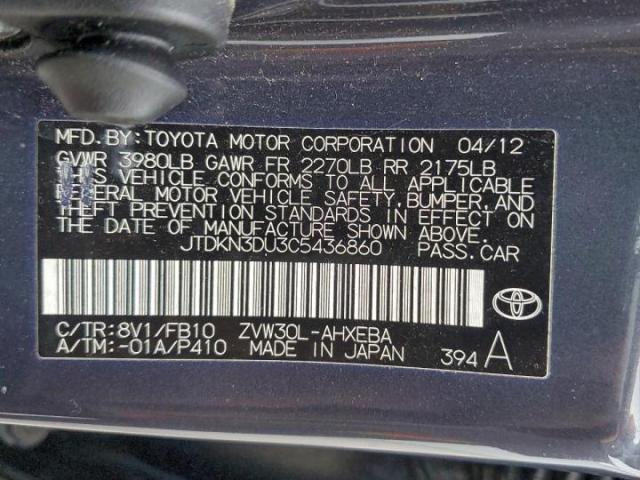 MFD.BY:TOYOTA MOTOR CORPORATION 04/12
GVWR 3980LB GAWR FR 2270LB RR 2175LB
THIS VEHICLE CONFORMS TO ALL APPLICABLE
FEDERAL MOTOR VEHICLE SAFETY,BUMPER,AND
THEFT PREVENTION STANDARDS IN EFFECT ON
THE DATE OF MANUFACTURE SHOWN ABOVE.
JTDKN3DU3C5436860 PASS.CAR
C/TR:8V1/FB10 ZVW30L-AHXEBA
A/TM:-01A/P410 MADE IN JAPAN 394 A